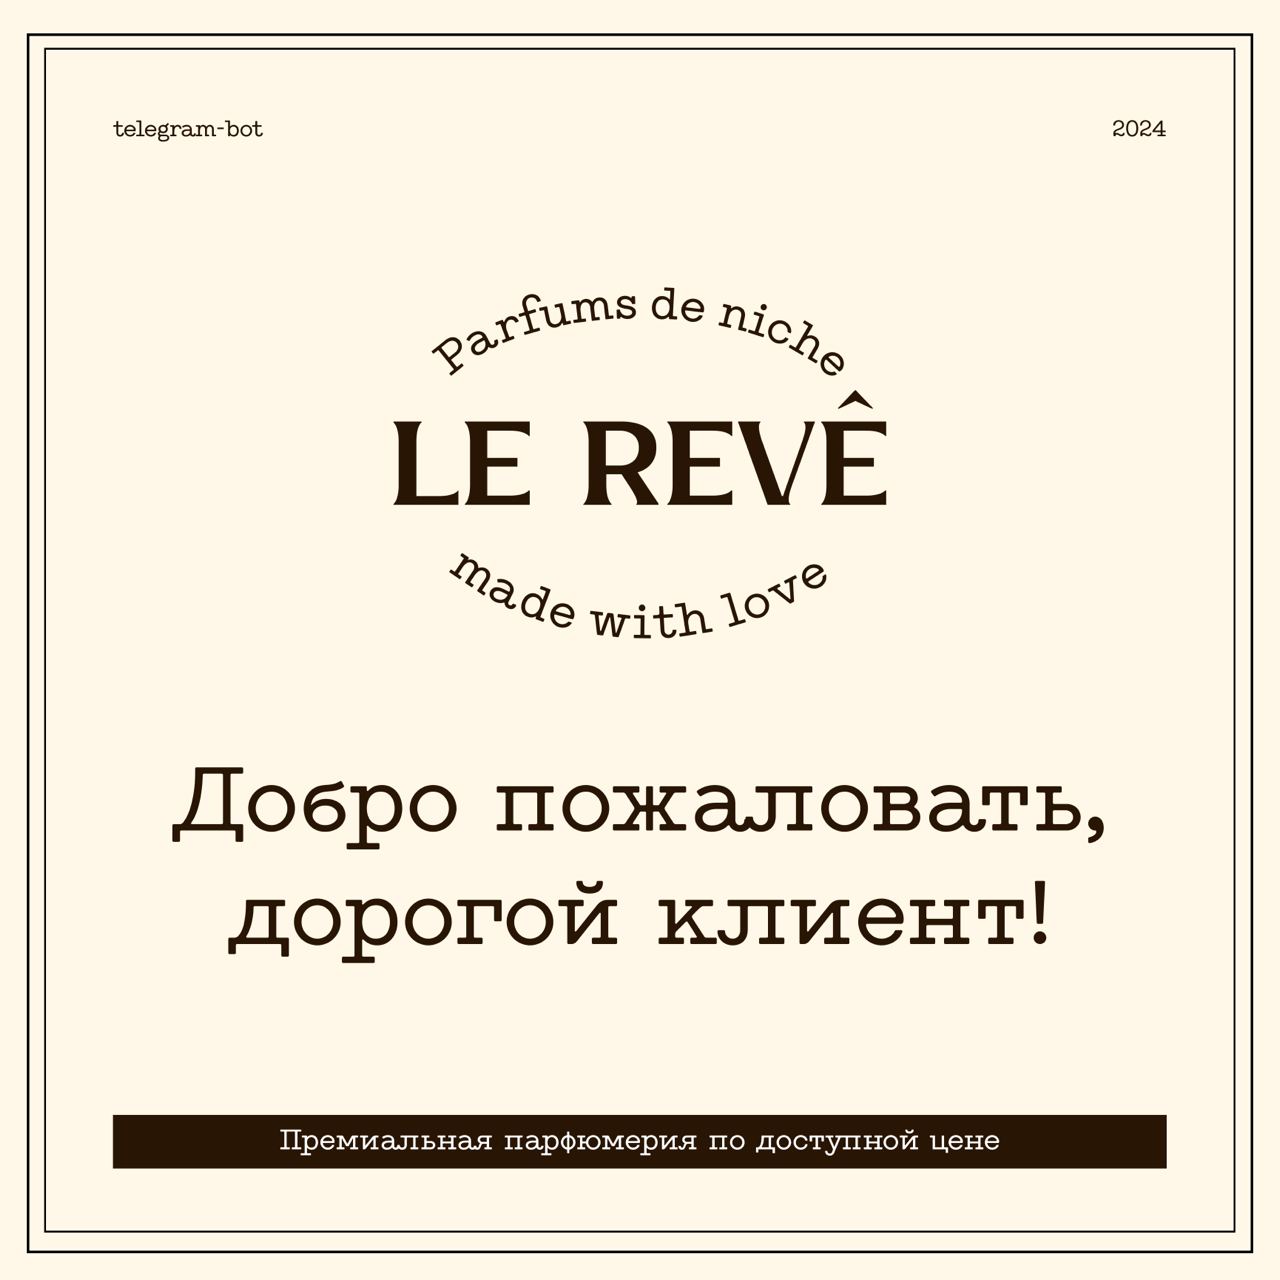 telegram-bot
2024
Parfums de niche
LE REVÊ
made with love
Добро пожаловать,
дорогой клиент!
Премиальная парфюмерия по доступной цене